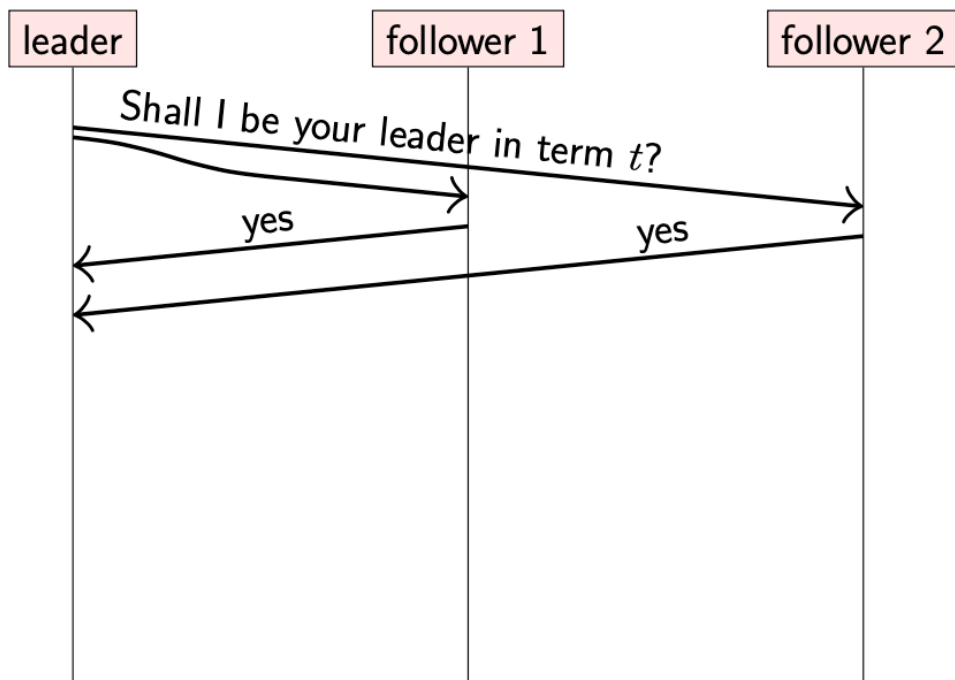 leader
follower 1
follower 2
Shall I be your leader in term t?
yes
yes